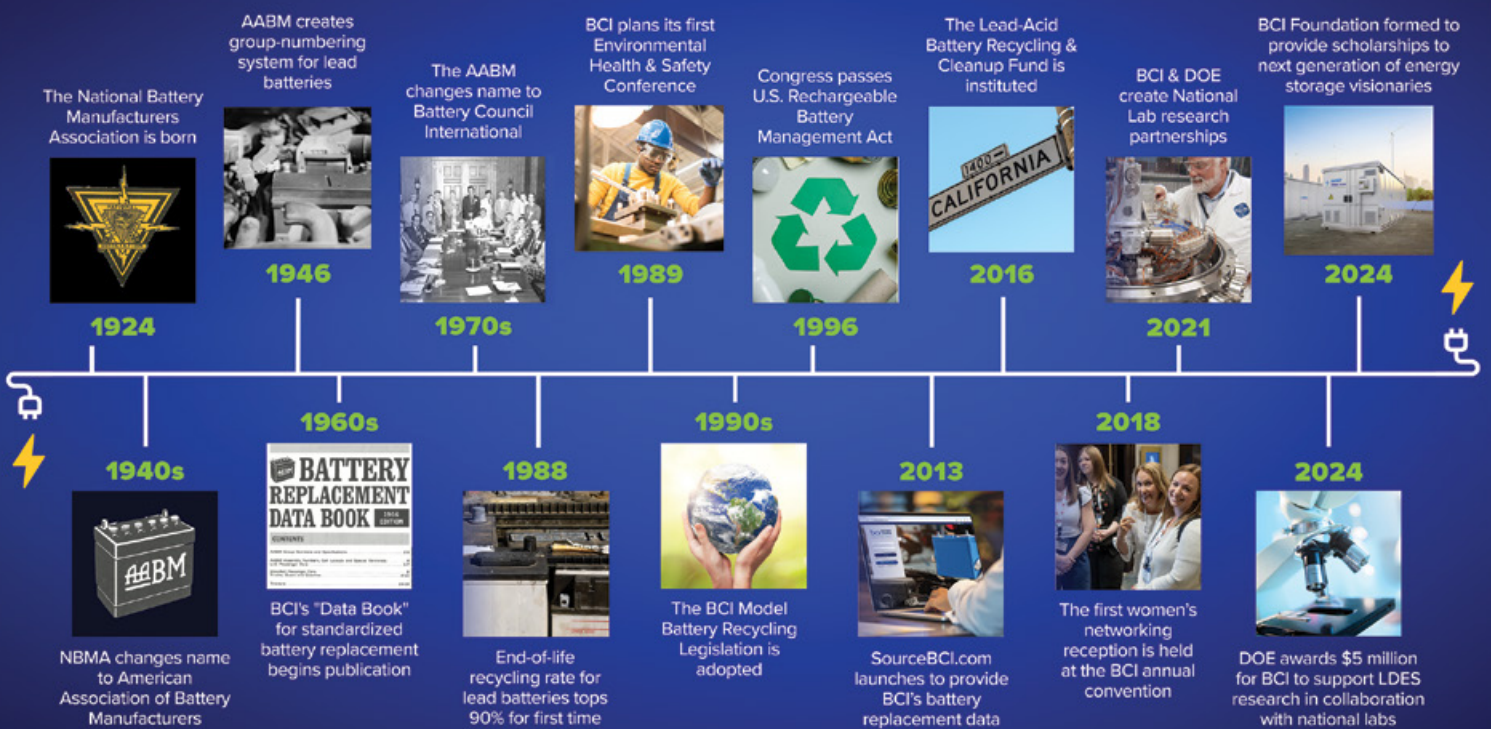 The National Battery
Manufacturers
Association is born
1924
NBMA changes name
to American
Association of Battery
Manufacturers
1940s
AABM
AABM creates
group-numbering
system for lead
batteries
1946
1960s
BATTERY
REPLACEMENT
DATA BOOK
EDITION
CONTENTS
BCI's "Data Book"
for standardized
battery replacement
begins publication
The AABM
changes name to
Battery Council
International
1970s
1988
End-of-life
recycling rate for
lead batteries tops
90% for first time
BCI plans its first
Environmental
Health & Safety
Conference
1989
1990s
The BCI Model
Battery Recycling
Legislation is
adopted
Congress passes
U.S. Rechargeable
Battery
Management Act
1996
2013
SourceBCI.com
launches to provide
BCI's battery
replacement data
The Lead-Acid
Battery Recycling &
Cleanup Fund is
instituted
1400
CALIFORNIA
2016
2018
The first women's
networking
reception is held
at the BCI annual
convention
BCI & DOE
create National
Lab research
partnerships
2021
2024
DOE awards $5 million
for BCI to support LDES
research in collaboration
with national labs
BCI Foundation formed to
provide scholarships to
next generation of energy
storage visionaries
2024